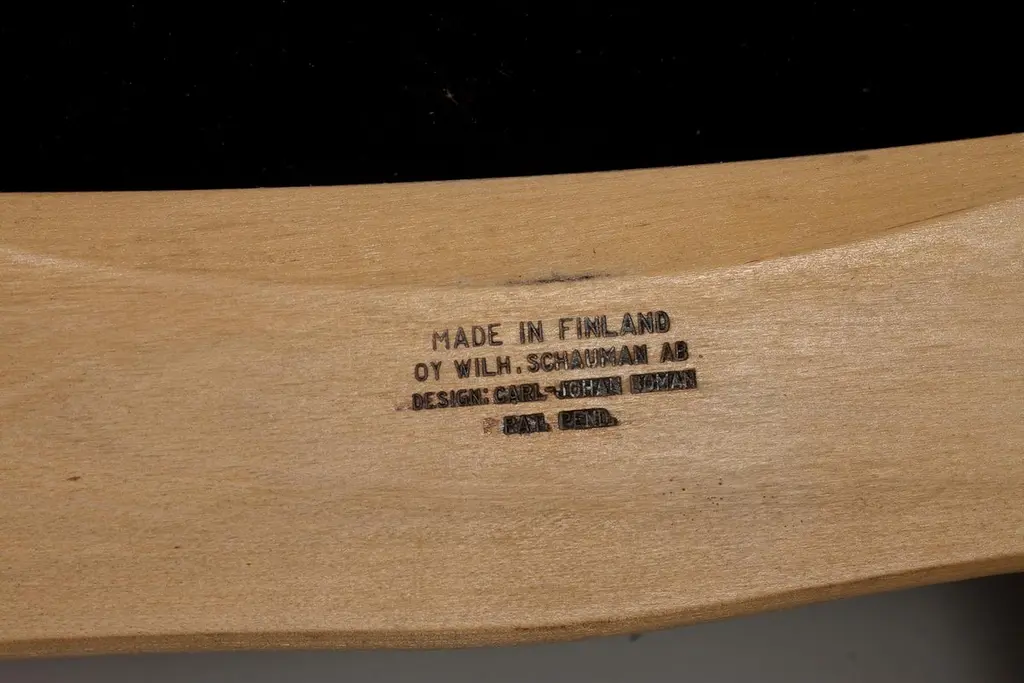 MADE IN FINLAND
OY WILH. SCHAUMAN AB
DESIGN: CARL-JOHAN BOMAN
PAT. PEND.